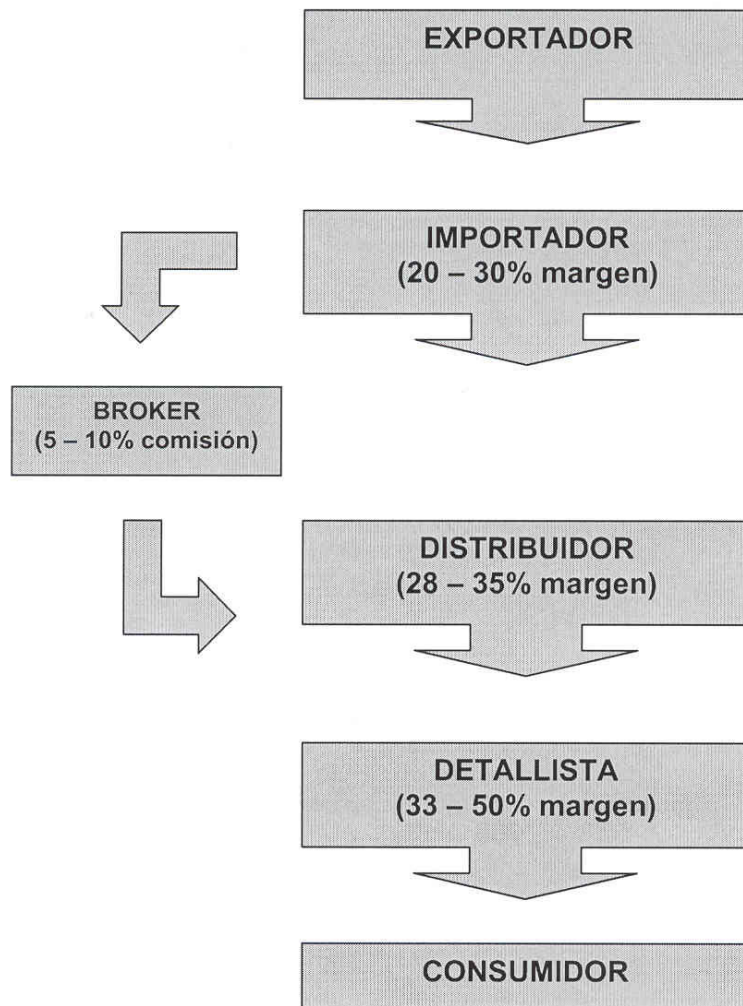 EXPORTADOR
IMPORTADOR
(20 – 30% margen)
BROKER
(5 – 10% comisión)
DISTRIBUIDOR
(28 – 35% margen)
DETALLISTA
(33 – 50% margen)
CONSUMIDOR